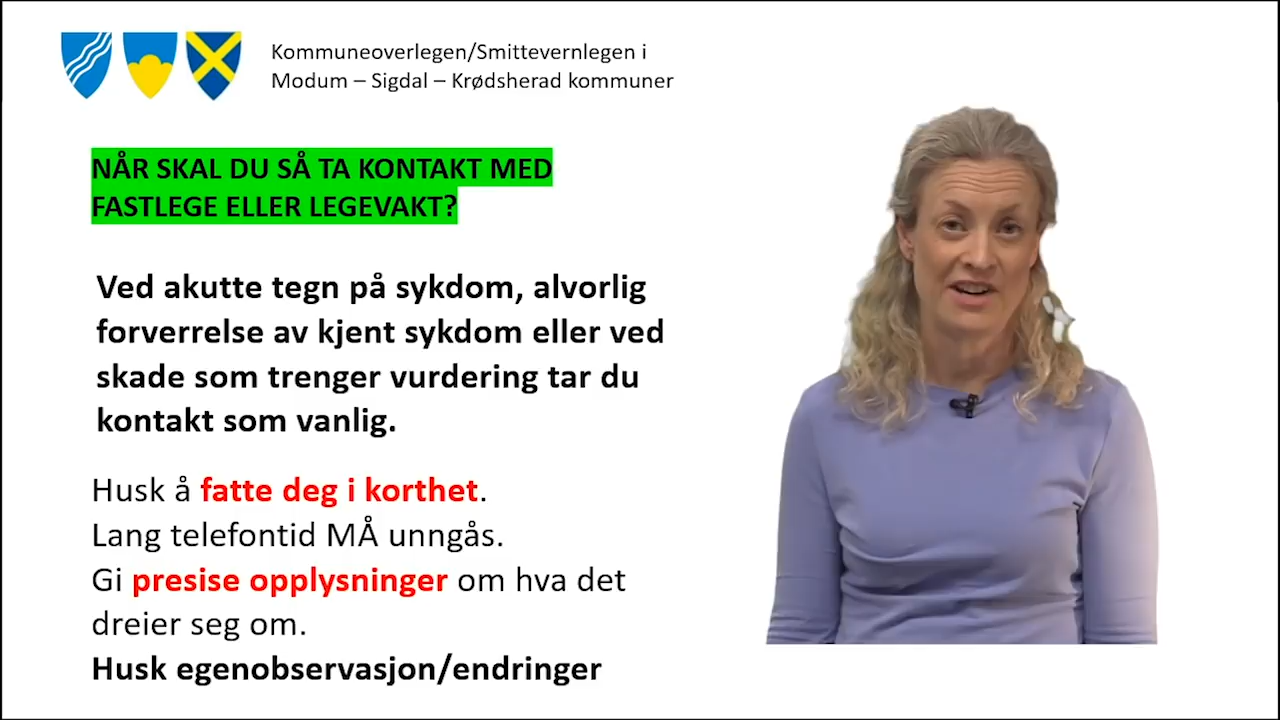 Kommuneoverlegen/Smittevernlegen i
Modum – Sigdal – Krødsherad kommuner
NÅR SKAL DU SÅ TA KONTAKT MED
FASTLEGE ELLER LEGEVAKT?
Ved akutte tegn på sykdom, alvorlig
forverrelse av kjent sykdom eller ved
skade som trenger vurdering tar du
kontakt som vanlig.
Husk å fatte deg i korthet.
Lang telefontid MÅ unngås.
Gi presise opplysninger om hva det
dreier seg om.
Husk egenobservasjon/endringer